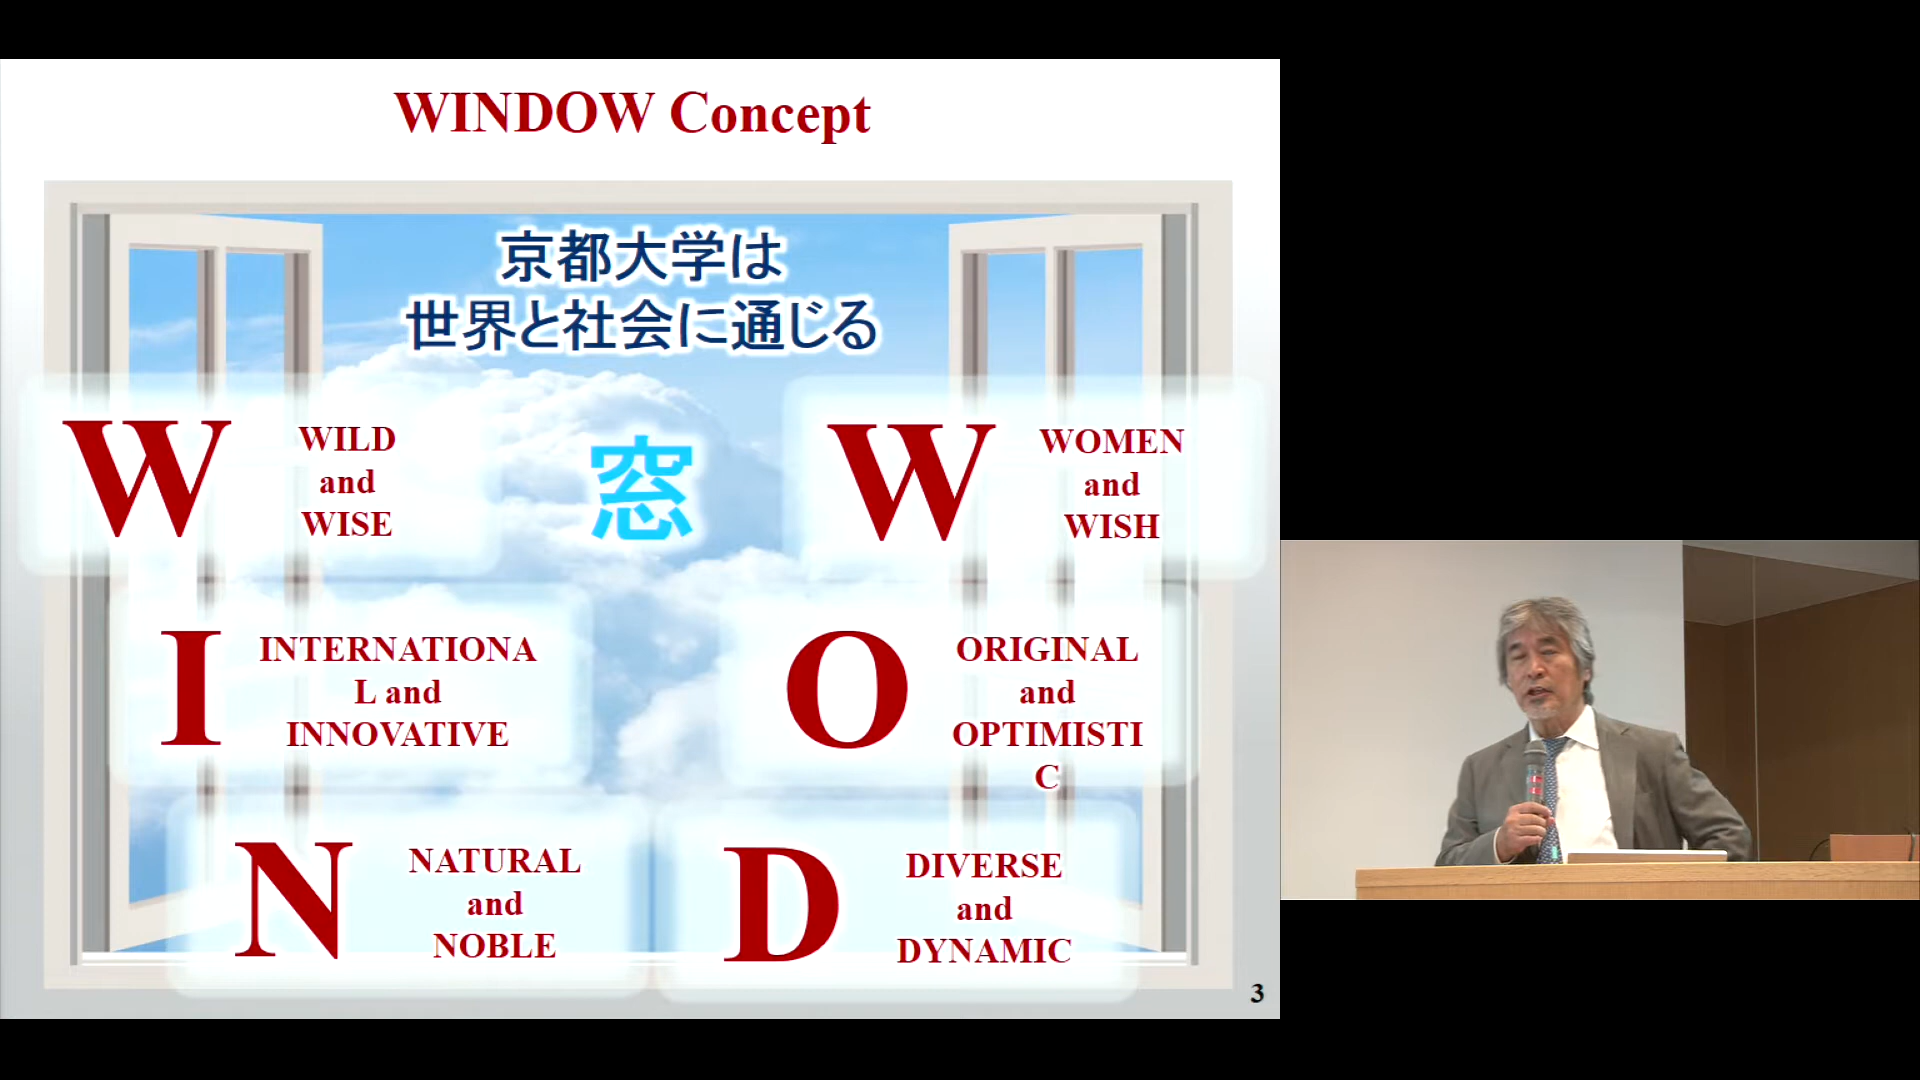 WINDOW Concept
京都大学は
世界と社会に通じる
窓
W
WILD
and
WISE
I
INTERNATIONA
L and
INNOVATIVE
N
NATURAL
and
NOBLE
D
DIVERSE
and
DYNAMIC
O
ORIGINAL
and
OPTIMISTI
C
W
WOMEN
and
WISH
3